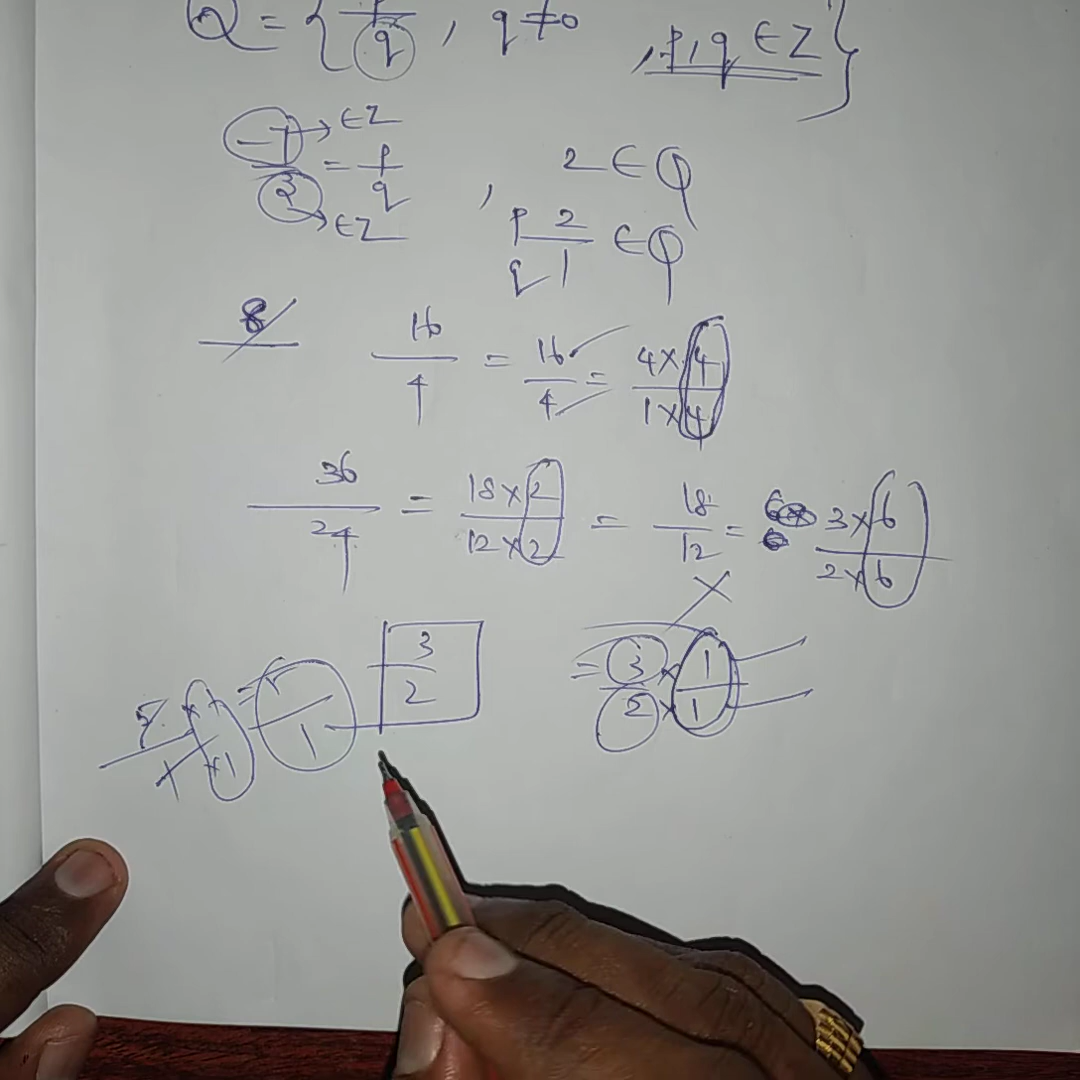 Q = { p/q , q ≠ 0 , p, q ∈ Z }
-7/2 = p/q , 2 ∈ Q
→ ∈ Z
→ ∈ Z
p 2 / q 1 ∈ Q
8
16/4 = 16/4 = 4×4 / 1×4
36/24 = 18×2 / 12×2 = 18/12 = 3×6 / 2×6
3/2
= 3×1 / 2×1